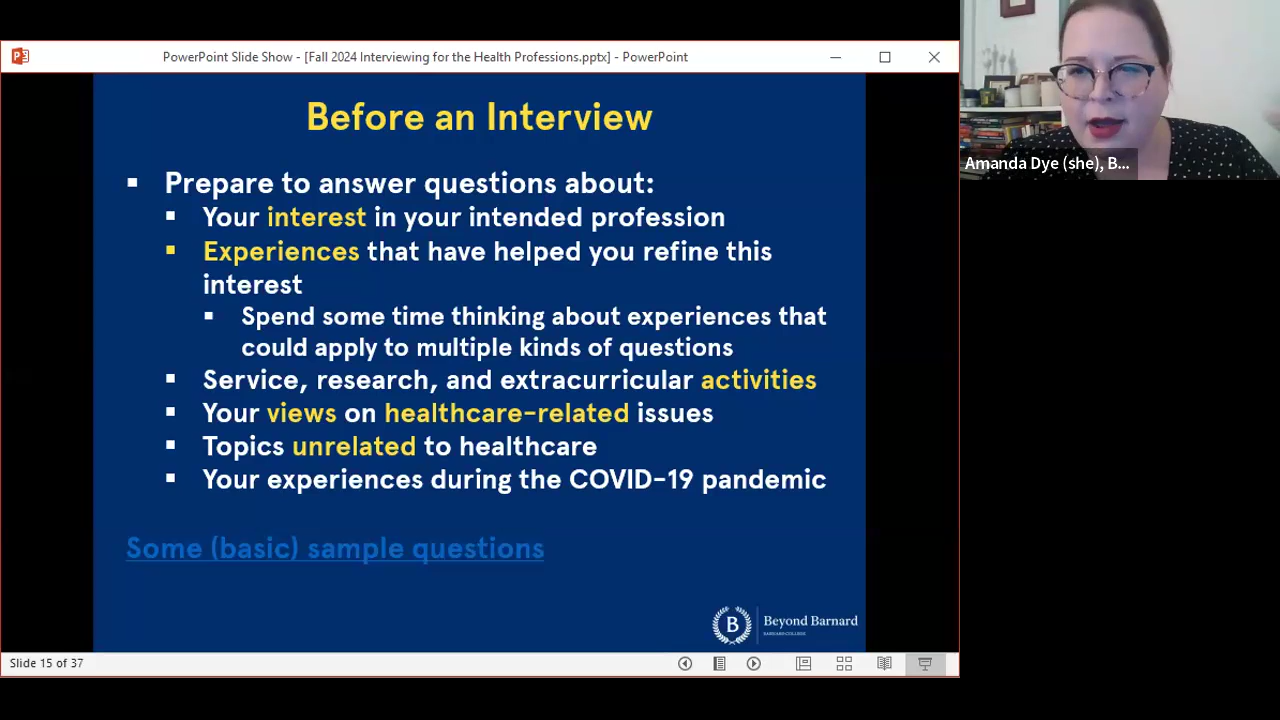 PowerPoint Slide Show - [Fall 2024 Interviewing for the Health Professions.pptx] - PowerPoint
Before an Interview
Prepare to answer questions about:
Your interest in your intended profession
Experiences that have helped you refine this
interest
Spend some time thinking about experiences that
could apply to multiple kinds of questions
Service, research, and extracurricular activities
Your views on healthcare-related issues
Topics unrelated to healthcare
Your experiences during the COVID-19 pandemic
Some (basic) sample questions
B
Beyond Barnard
BARNARD COLLEGE
Slide 15 of 37
Amanda Dye (she), B...